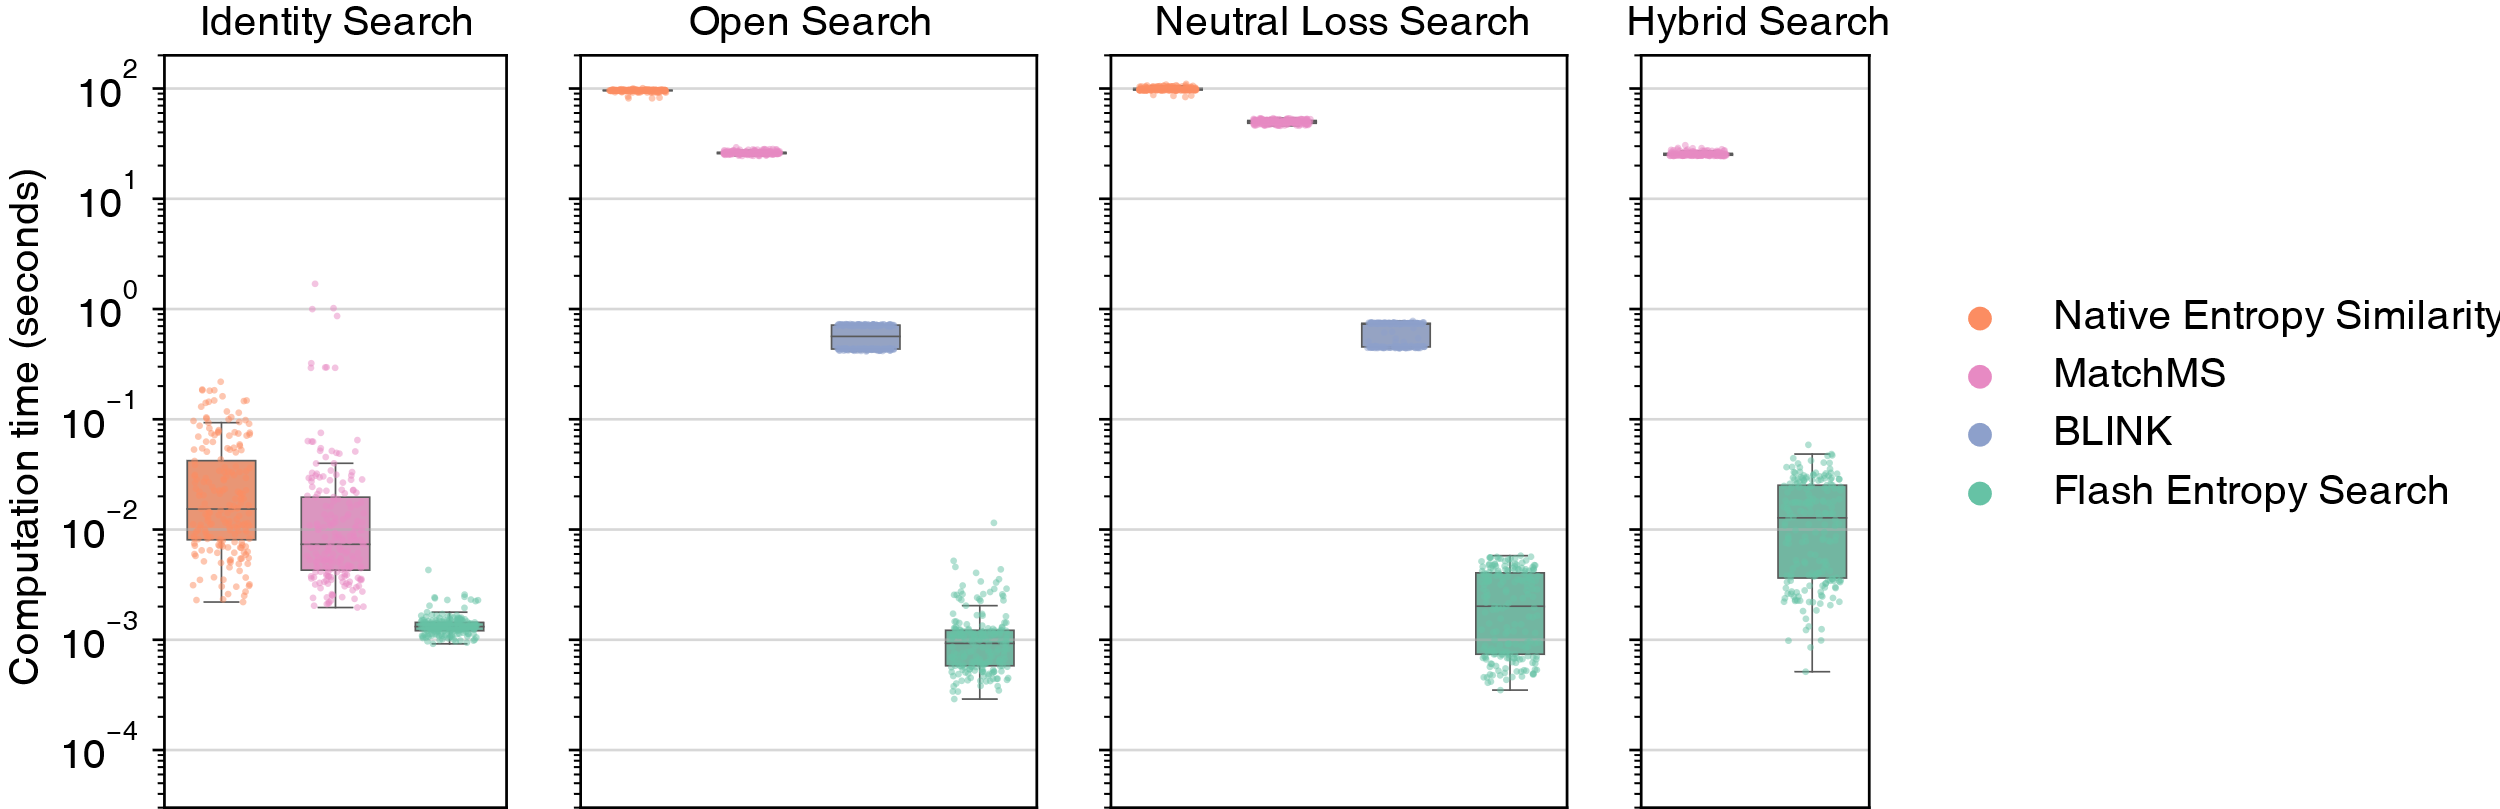 Identity Search
Open Search
Neutral Loss Search
Hybrid Search
Computation time (seconds)
10^2
10^1
10^0
10^−1
10^−2
10^−3
10^−4
Native Entropy Similarity
MatchMS
BLINK
Flash Entropy Search